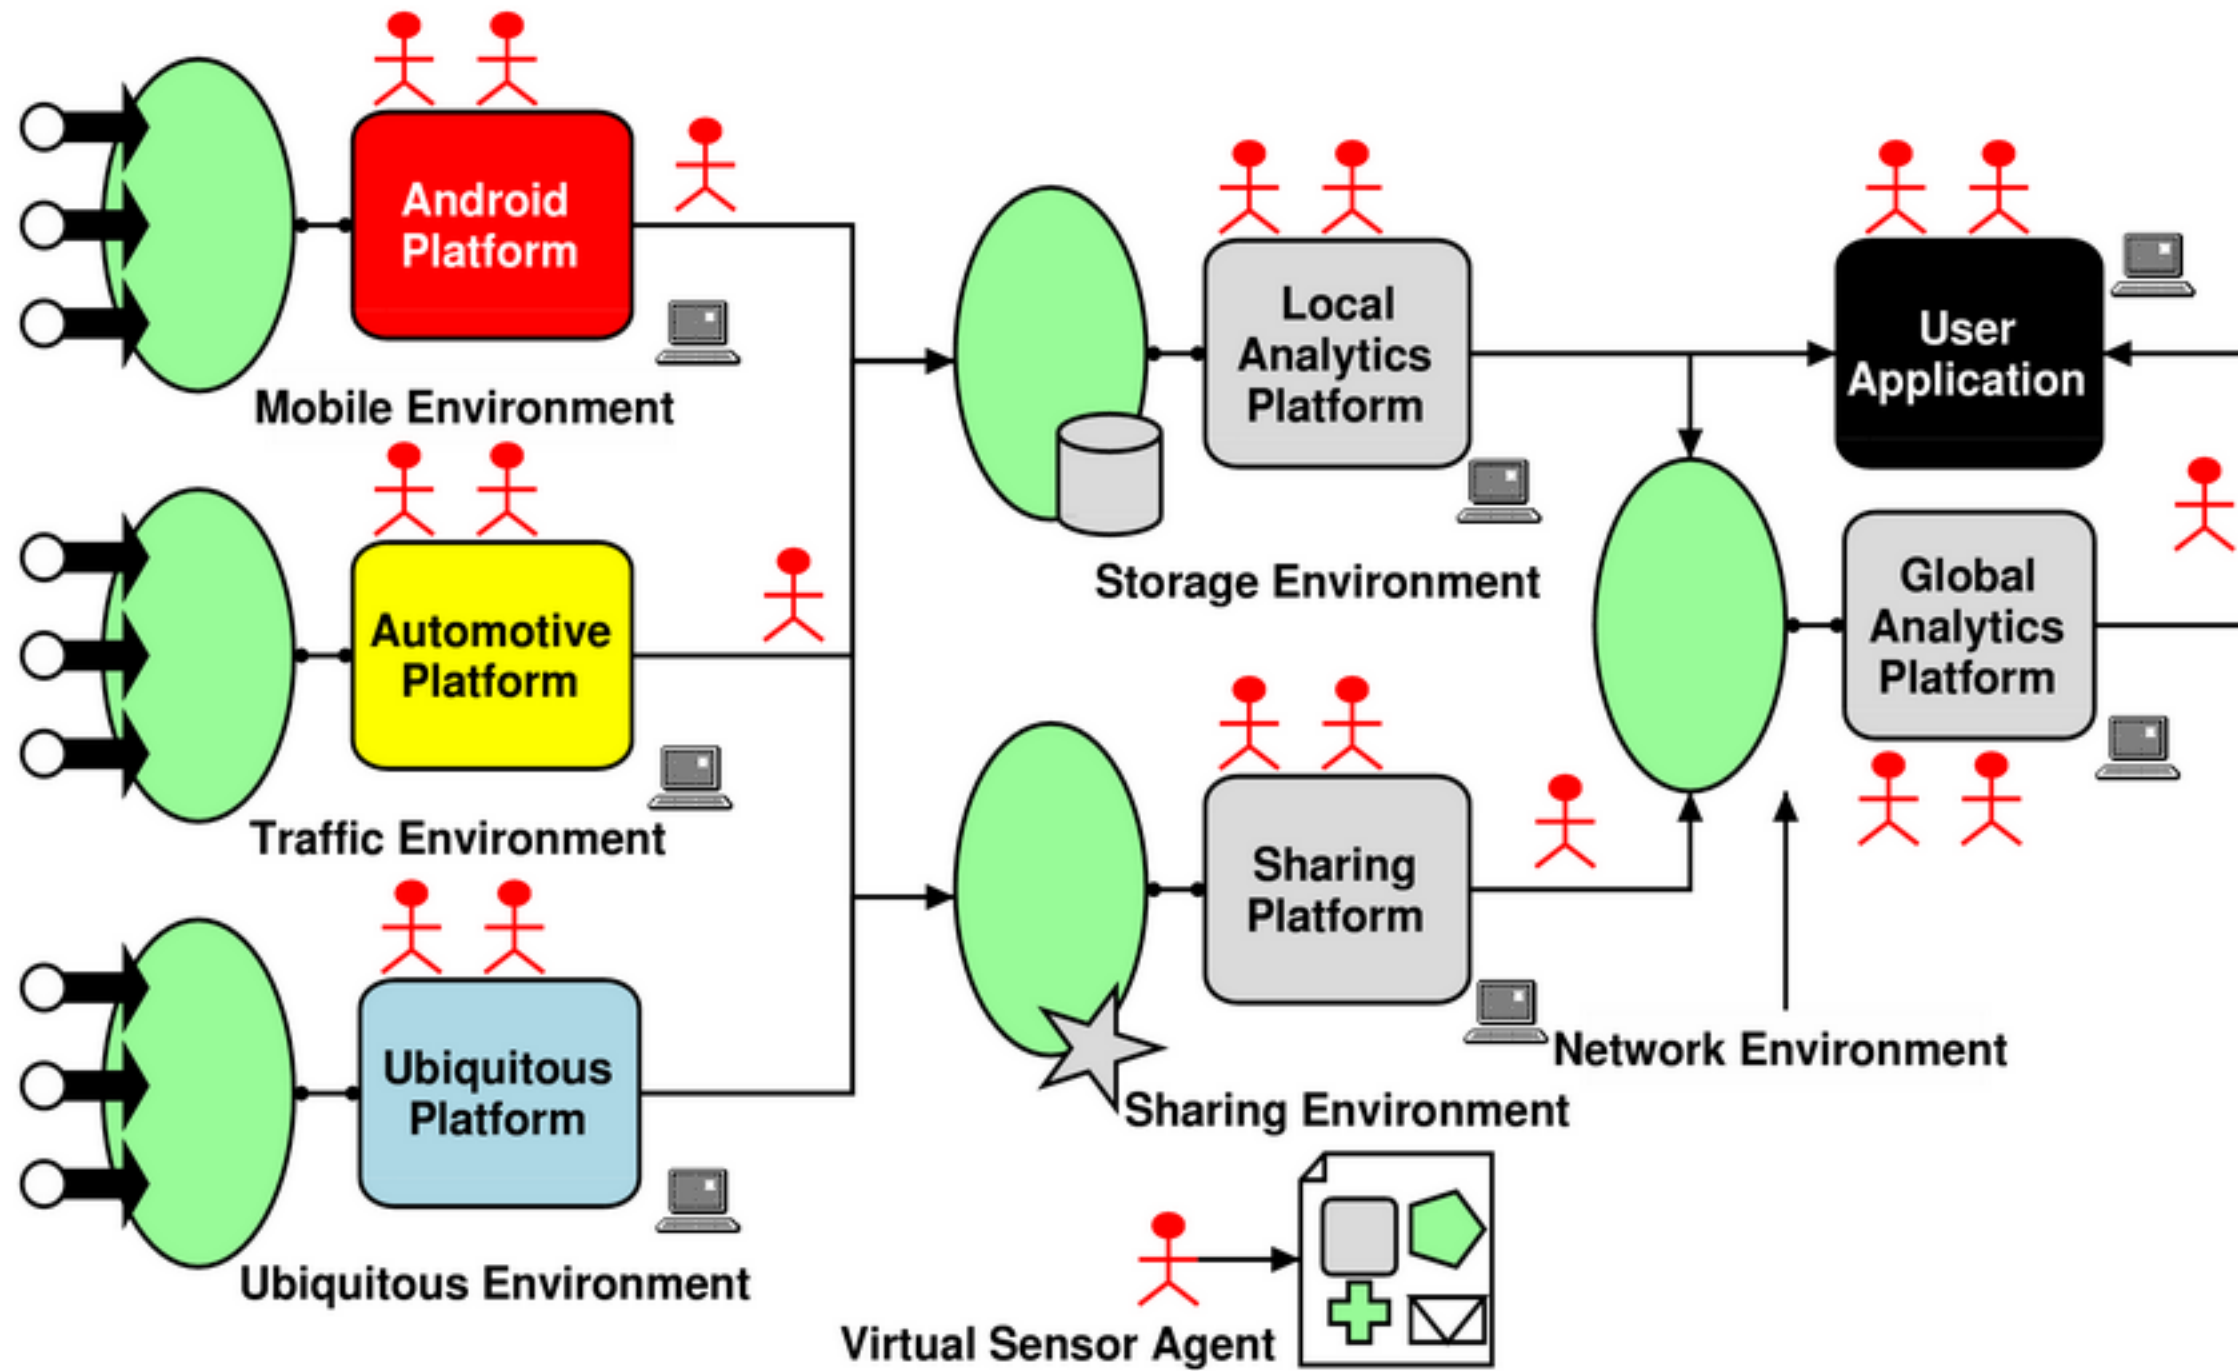 Android
Platform
Mobile Environment
Automotive
Platform
Traffic Environment
Ubiquitous
Platform
Ubiquitous Environment
Local
Analytics
Platform
Storage Environment
Sharing
Platform
Sharing Environment
User
Application
Global
Analytics
Platform
Network Environment
Virtual Sensor Agent